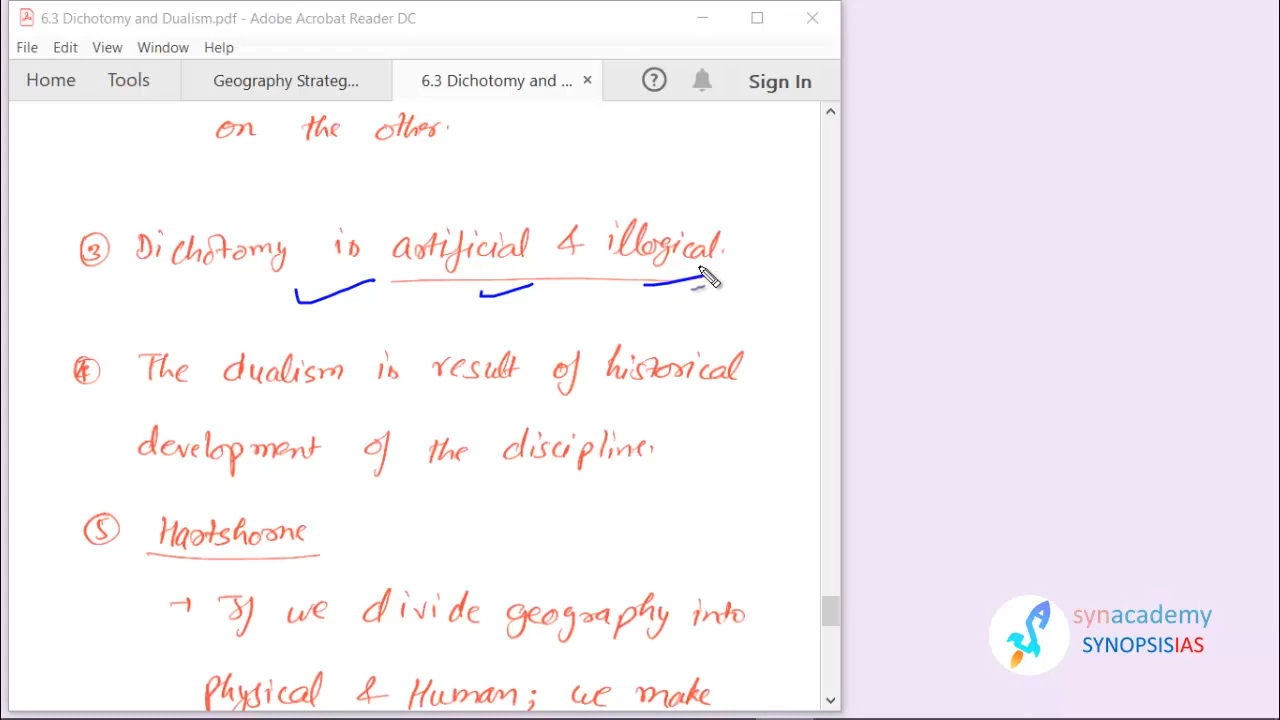 6.3 Dichotomy and Dualism.pdf - Adobe Acrobat Reader DC
File Edit View Window Help
Home Tools Geography Strateg... 6.3 Dichotomy and ... × ? Sign In
on the other.
③ Dichotomy is artificial & illogical.
④ The dualism is result of historical
development of the discipline.
⑤ Hartshorne
→ If we divide geography into
physical & Human; we make
synacademy
SYNOPSISIAS